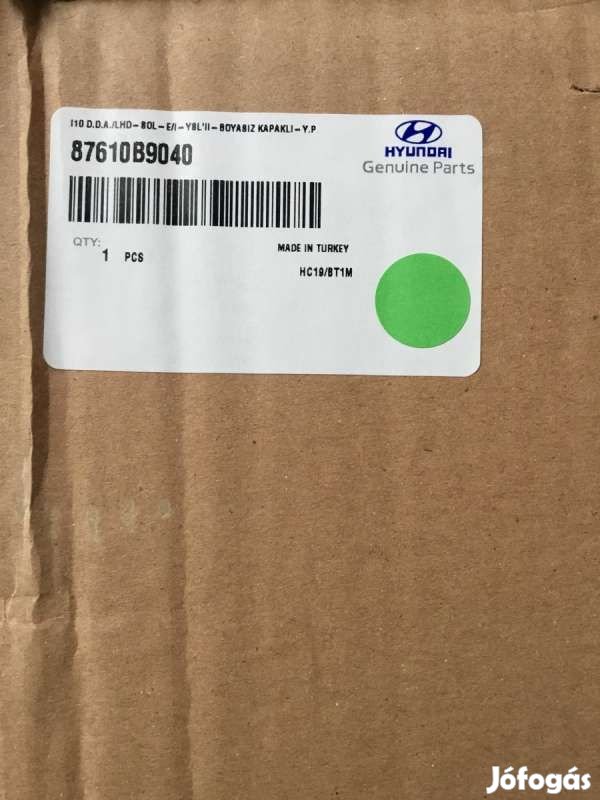 I10 D.D.A./LHD-SOL-E/I-YSL'II-BOYASIZ KAPAKLI-Y.P
87610B9040
HYUNDAI
Genuine Parts
QTY:
1 PCS
MADE IN TURKEY
HC19/BT1M
Jófogás